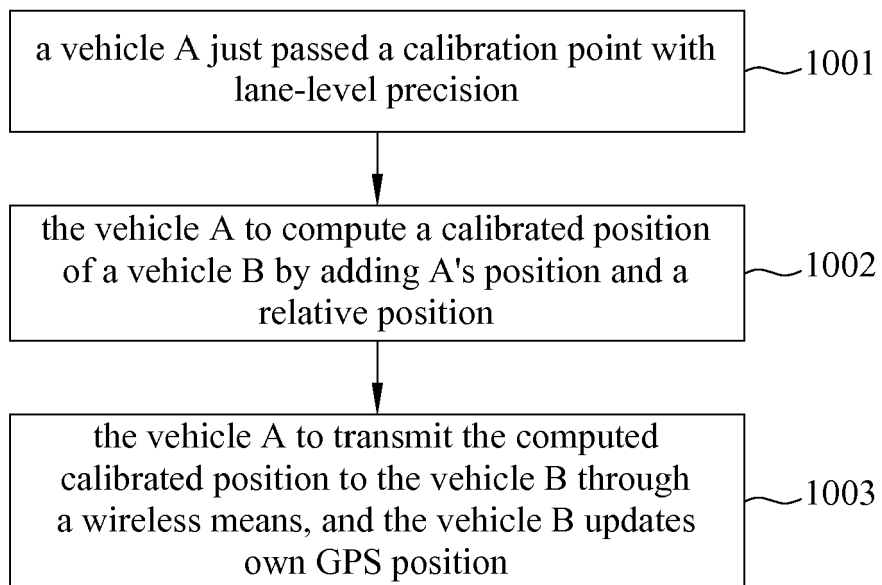 a vehicle A just passed a calibration point with
lane-level precision
1001
the vehicle A to compute a calibrated position
of a vehicle B by adding A's position and a
relative position
1002
the vehicle A to transmit the computed
calibrated position to the vehicle B through
a wireless means, and the vehicle B updates
own GPS position
1003